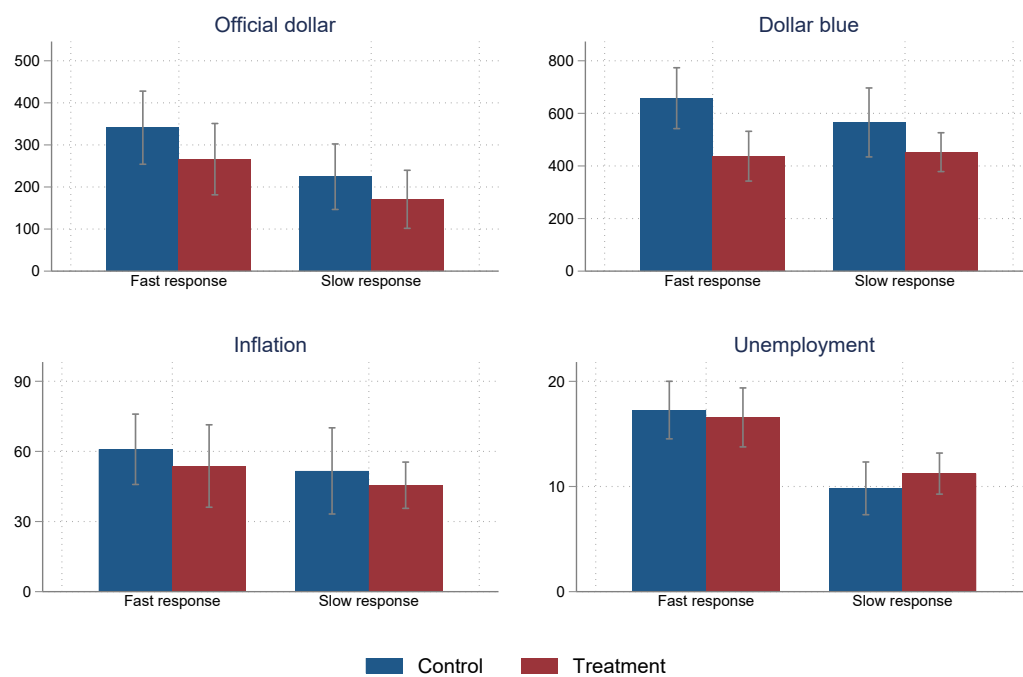 Official dollar
500
400
300
200
100
0
Fast response
Slow response
Dollar blue
800
600
400
200
0
Fast response
Slow response
Inflation
90
60
30
0
Fast response
Slow response
Unemployment
20
10
0
Fast response
Slow response
Control
Treatment